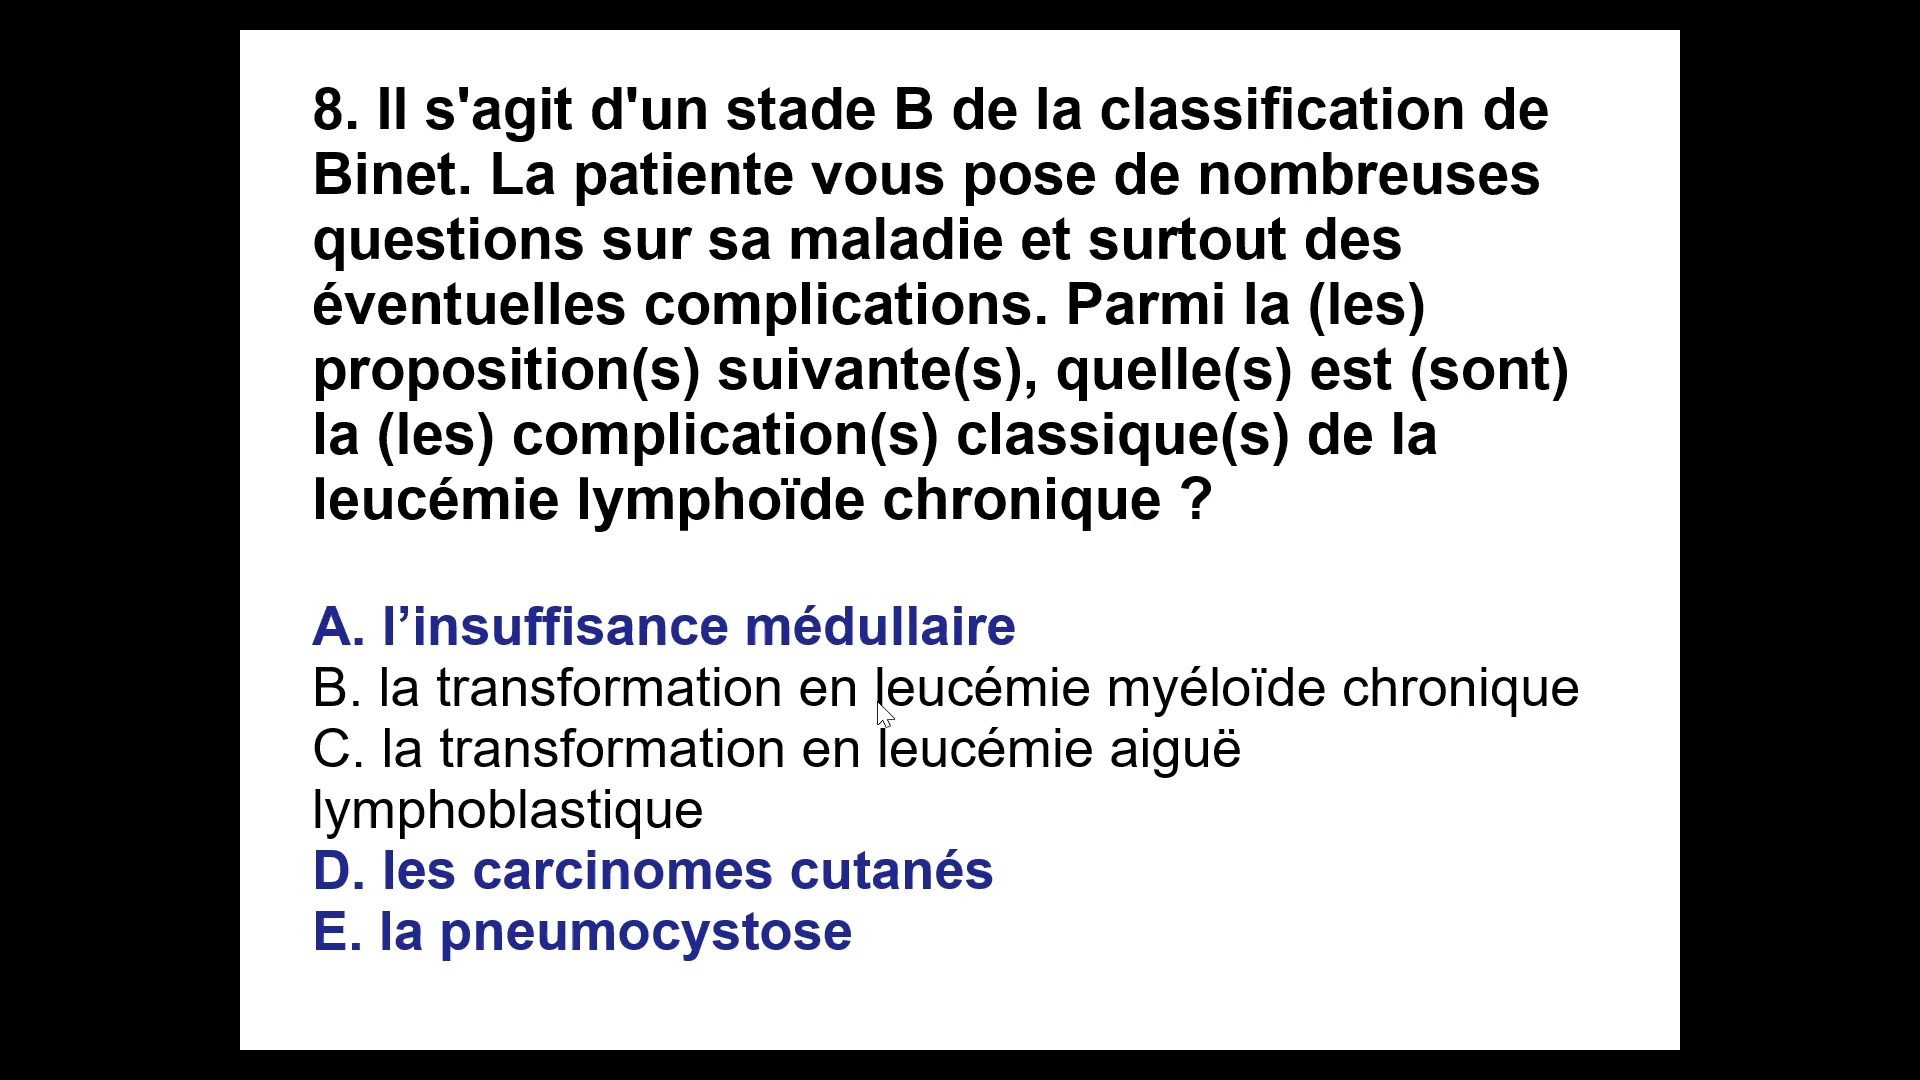 8. Il s'agit d'un stade B de la classification de
Binet. La patiente vous pose de nombreuses
questions sur sa maladie et surtout des
éventuelles complications. Parmi la (les)
proposition(s) suivante(s), quelle(s) est (sont)
la (les) complication(s) classique(s) de la
leucémie lymphoïde chronique ?
A. l’insuffisance médullaire
B. la transformation en leucémie myéloïde chronique
C. la transformation en leucémie aiguë
lymphoblastique
D. les carcinomes cutanés
E. la pneumocystose